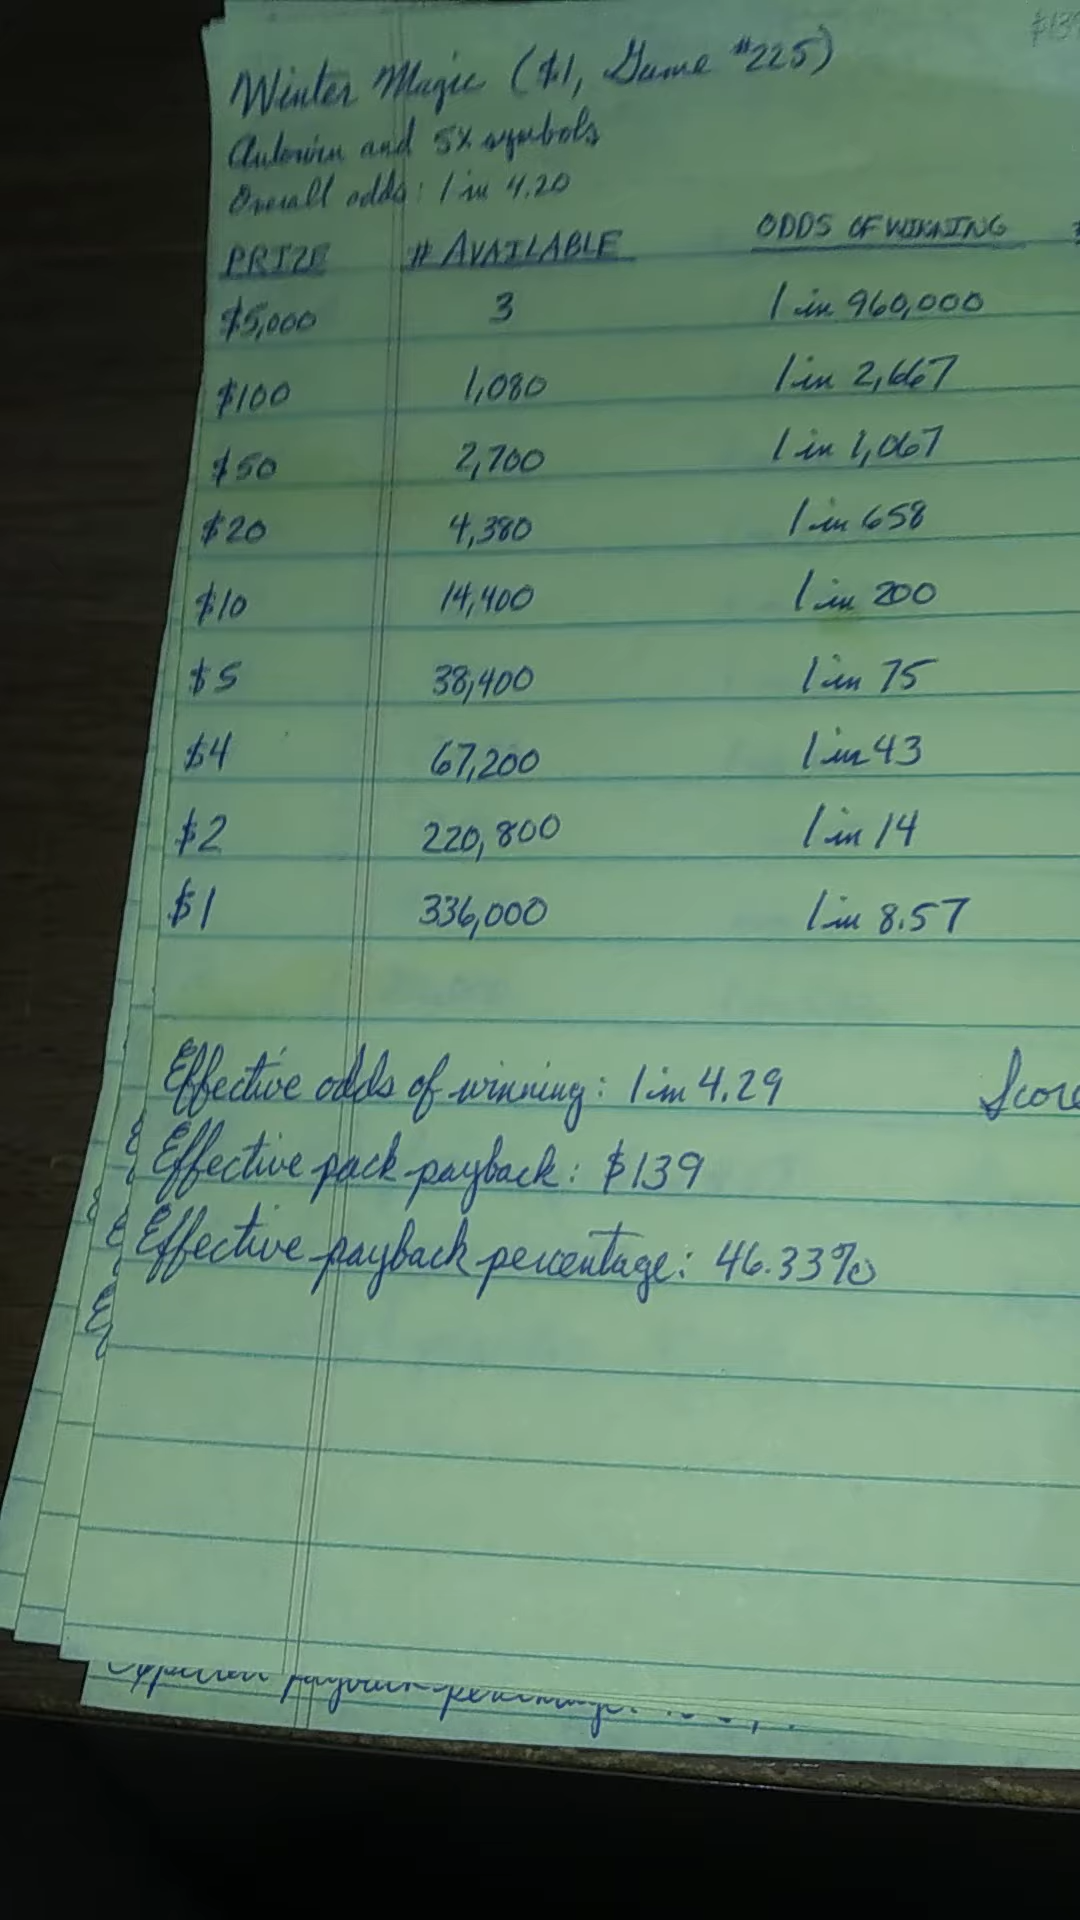 $139
Winter Magic ($1, Game #225)
Autowin and 5X symbols
Overall odds: 1 in 4.20
PRIZE # AVAILABLE ODDS OF WINNING
$5,000 3 1 in 960,000
$100 1,080 1 in 2,667
$50 2,700 1 in 1,067
$20 4,380 1 in 658
$10 14,400 1 in 200
$5 38,400 1 in 75
$4 67,200 1 in 43
$2 220,800 1 in 14
$1 336,000 1 in 8.57
Effective odds of winning: 1 in 4.29 Score
Effective pack payback: $139
Effective payback percentage: 46.33%